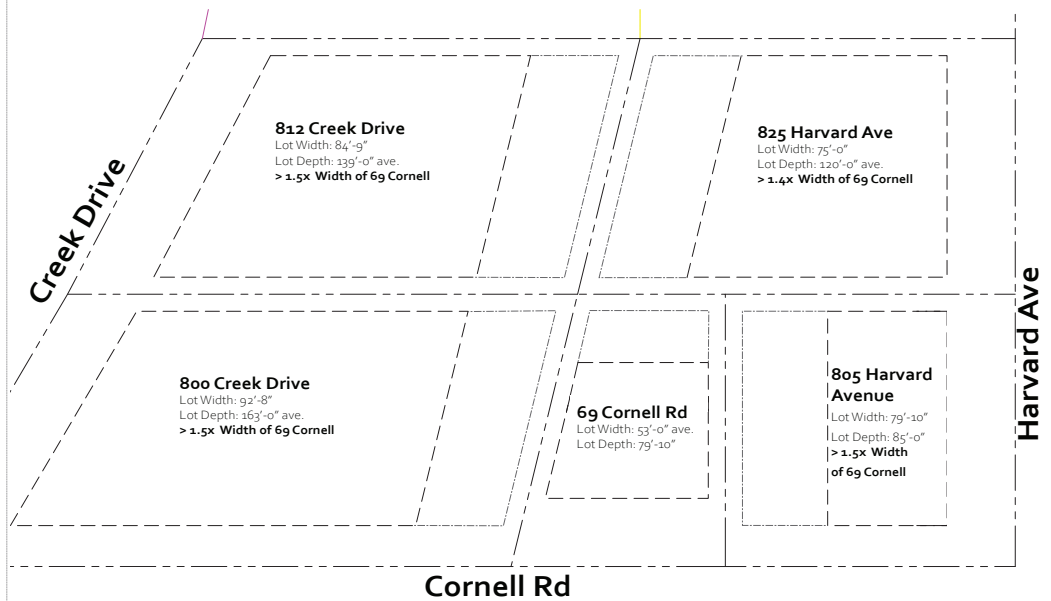 812 Creek Drive
Lot Width: 84'-9"
Lot Depth: 139'-0" ave.
> 1.5x Width of 69 Cornell
825 Harvard Ave
Lot Width: 75'-0"
Lot Depth: 120'-0" ave.
> 1.4x Width of 69 Cornell
Creek Drive
Harvard Ave
800 Creek Drive
Lot Width: 92'-8"
Lot Depth: 163'-0" ave.
> 1.5x Width of 69 Cornell
69 Cornell Rd
Lot Width: 53'-0" ave.
Lot Depth: 79'-10"
805 Harvard
Avenue
Lot Width: 79'-10"
Lot Depth: 85'-0"
> 1.5x Width
of 69 Cornell
Cornell Rd